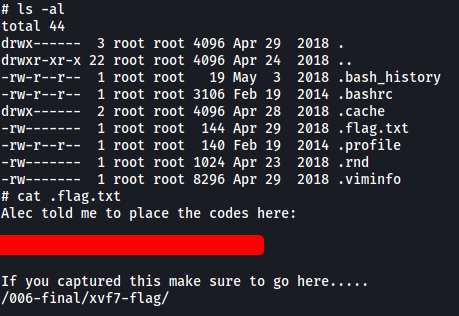 # ls -al
total 44
drwx------  3 root root 4096 Apr 29  2018 .
drwxr-xr-x 22 root root 4096 Apr 24  2018 ..
-rw-r--r--  1 root root   19 May  3  2018 .bash_history
-rw-r--r--  1 root root 3106 Feb 19  2014 .bashrc
drwx------  2 root root 4096 Apr 28  2018 .cache
-rw-------  1 root root  144 Apr 29  2018 .flag.txt
-rw-r--r--  1 root root  140 Feb 19  2014 .profile
-rw-------  1 root root 1024 Apr 23  2018 .rnd
-rw-------  1 root root 8296 Apr 29  2018 .viminfo
# cat .flag.txt
Alec told me to place the codes here:
If you captured this make sure to go here.....
/006-final/xvf7-flag/